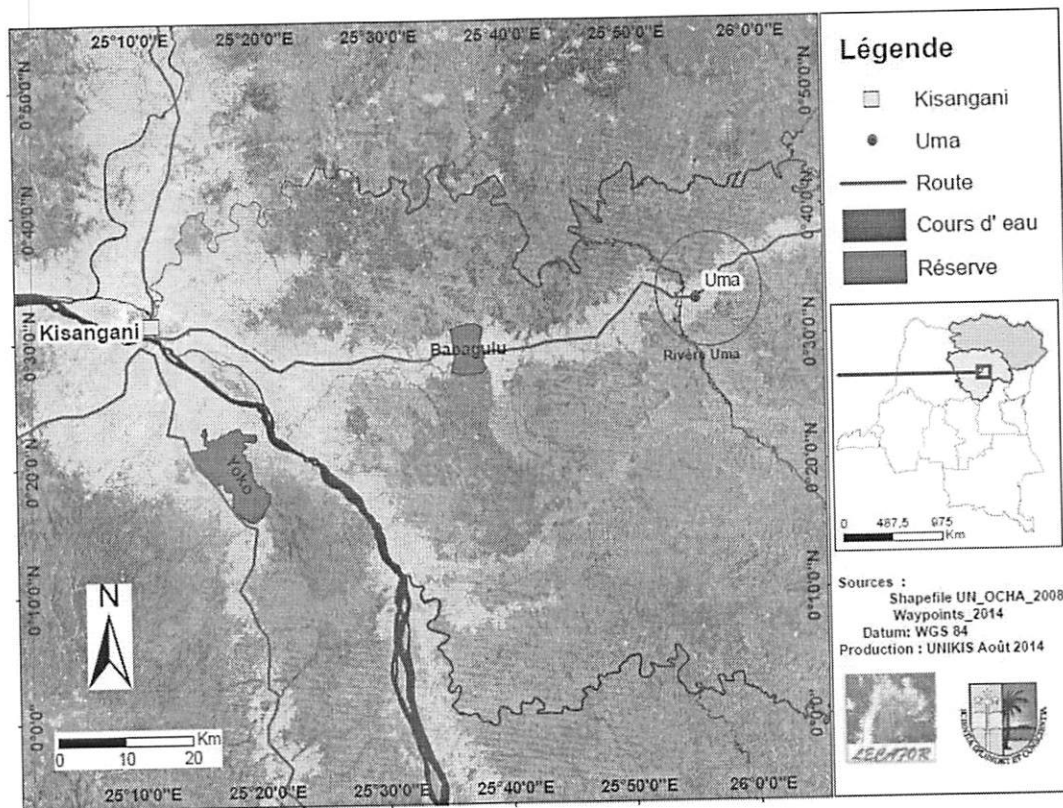 25°10'0"E 25°20'0"E 25°30'0"E 25°40'0"E 25°50'0"E 26°0'0"E
0°50'0"N
0°40'0"N
0°30'0"N
0°20'0"N
0°10'0"N
0°0'0"
0°50'0"N
0°40'0"N
0°30'0"N
0°20'0"N
0°10'0"N
0°0'0"
Uma
Kisangani
Babagulu
Rivère Uma
Yoko
N
Km
0 10 20
25°10'0"E 25°20'0"E 25°30'0"E 25°40'0"E 25°50'0"E 26°0'0"E
Légende
Kisangani
Uma
Route
Cours d' eau
Réserve
0 487,5 975
Km
Sources :
Shapefile UN_OCHA_2008
Waypoints_2014
Datum: WGS 84
Production : UNIKIS Août 2014
LECAFOR